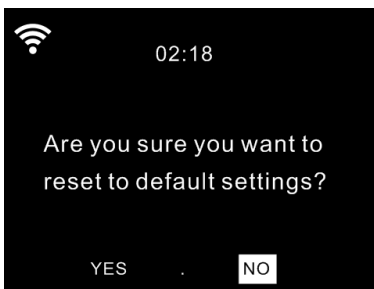 02:18
Are you sure you want to
reset to default settings?
YES . NO